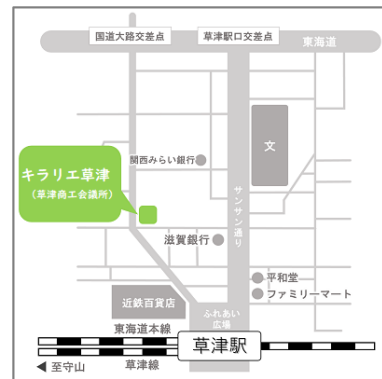 国道大路交差点
草津駅口交差点
東海道
関西みらい銀行
文
キラリエ草津
（草津商工会議所）
サンサン通り
滋賀銀行
平和堂
ファミリーマート
近鉄百貨店
ふれあい
広場
東海道本線
草津駅
草津線
◀ 至守山